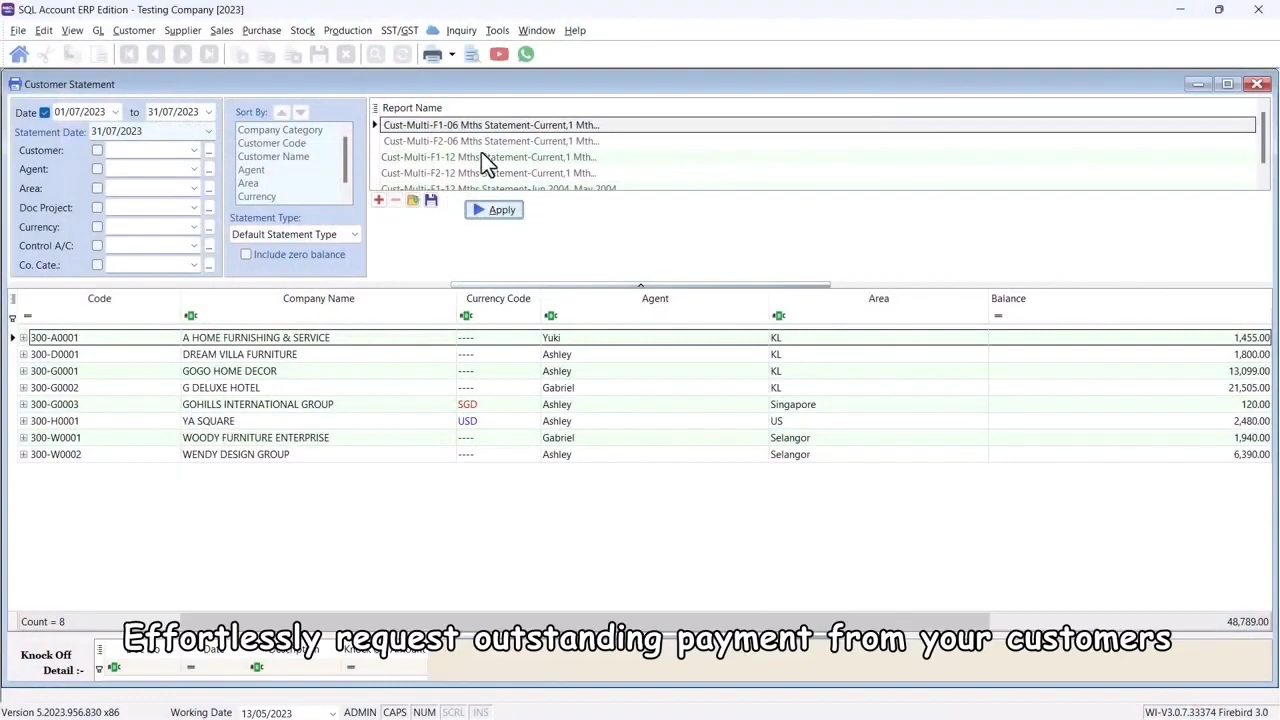 SQL Account ERP Edition - Testing Company [2023]
File Edit View GL Customer Supplier Sales Purchase Stock Production SST/GST Inquiry Tools Window Help
Customer Statement
Date 01/07/2023 to 31/07/2023
Statement Date: 31/07/2023
Customer:
Agent:
Area:
Doc Project:
Currency:
Control A/C:
Co. Cate.:
Sort By:
Company Category
Customer Code
Customer Name
Agent
Area
Currency
Statement Type:
Default Statement Type
Include zero balance
Report Name
Cust-Multi-F1-06 Mths Statement-Current,1 Mth...
Cust-Multi-F2-06 Mths Statement-Current,1 Mth...
Cust-Multi-F1-12 Mths Statement-Current,1 Mth...
Cust-Multi-F2-12 Mths Statement-Current,1 Mth...
Cust-Multi-F1-12 Mths Statement-Jun 2004, May 2004
Apply
Code Company Name Currency Code Agent Area Balance
300-A0001 A HOME FURNISHING & SERVICE ---- Yuki KL 1,455.00
300-D0001 DREAM VILLA FURNITURE ---- Ashley KL 1,800.00
300-G0001 GOGO HOME DECOR ---- Ashley KL 13,099.00
300-G0002 G DELUXE HOTEL ---- Gabriel KL 21,505.00
300-G0003 GOHILLS INTERNATIONAL GROUP SGD Ashley Singapore 120.00
300-H0001 YA SQUARE USD Ashley US 2,480.00
300-W0001 WOODY FURNITURE ENTERPRISE ---- Gabriel Selangor 1,940.00
300-W0002 WENDY DESIGN GROUP ---- Ashley Selangor 6,390.00
Count = 8 48,789.00
Effortlessly request outstanding payment from your customers
Knock Off
Detail :-
Version 5.2023.956.830 x86 Working Date 13/05/2023 ADMIN CAPS NUM SCRL INS WI-V3.0.7.33374 Firebird 3.0